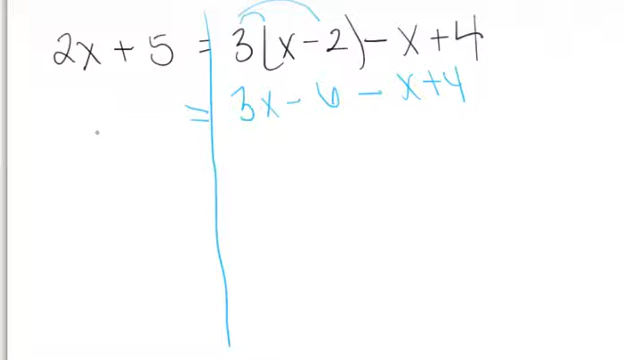 2x + 5 = 3(x - 2) - x + 4
= 3x - 6 - x + 4